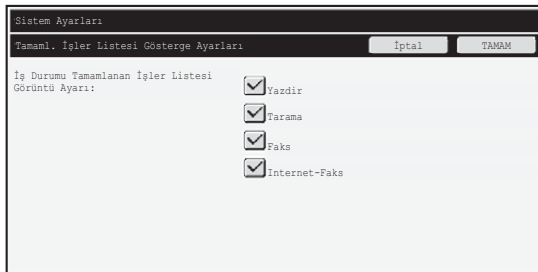 Sistem Ayarları
Tamaml. İşler Listesi Gösterge Ayarları
İptal
TAMAM
İş Durumu Tamamlanan İşler Listesi
Görüntü Ayarı:
Yazdir
Tarama
Faks
Internet-Faks